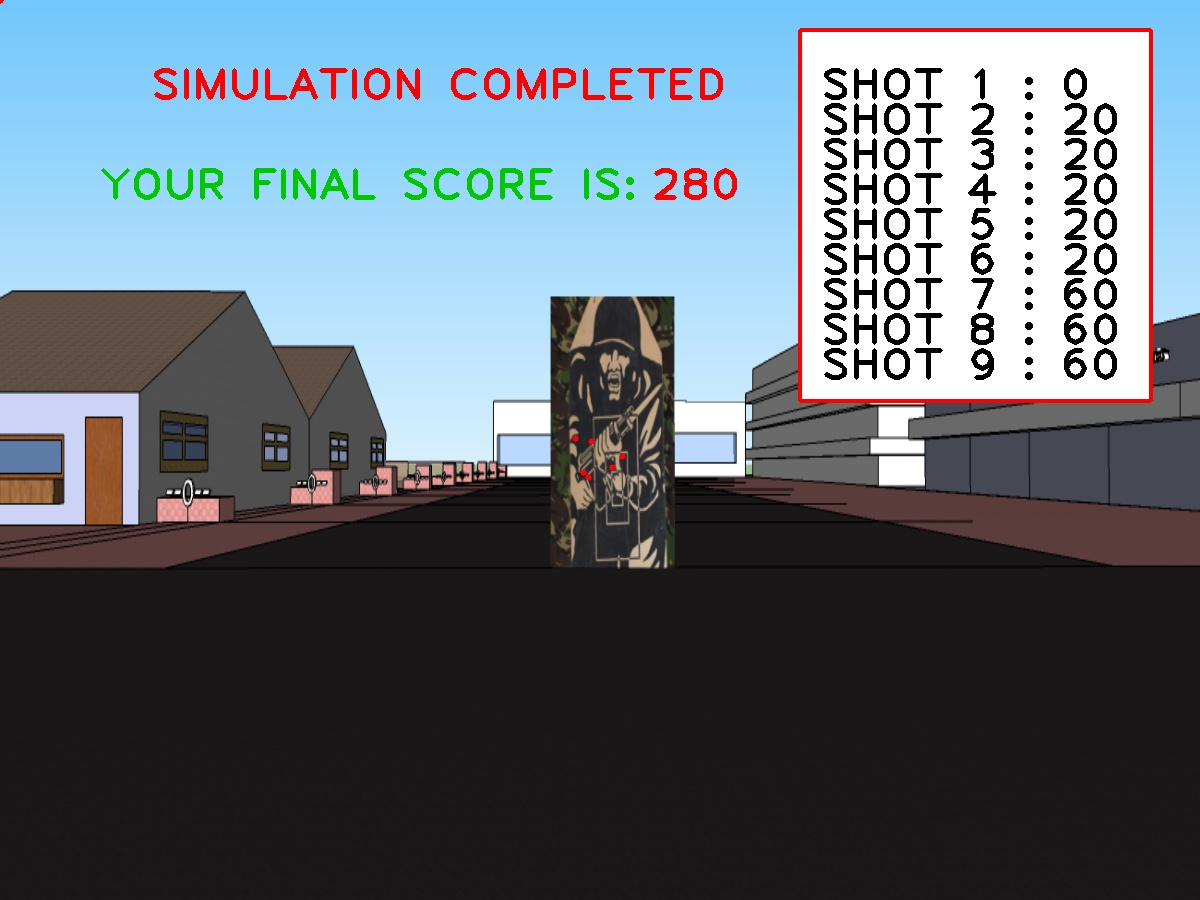 SIMULATION COMPLETED
YOUR FINAL SCORE IS: 280
SHOT 1 : 0
SHOT 2 : 20
SHOT 3 : 20
SHOT 4 : 20
SHOT 5 : 20
SHOT 6 : 20
SHOT 7 : 60
SHOT 8 : 60
SHOT 9 : 60